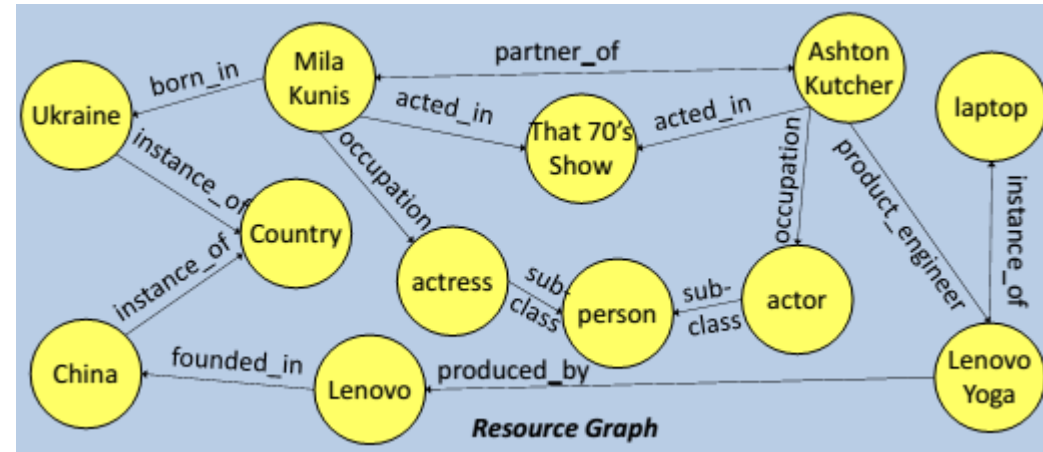 partner_of
Mila
Kunis
Ashton
Kutcher
born_in
Ukraine
acted_in
acted_in
That 70's
Show
laptop
instance_of
occupation
occupation
product_engineer
instance_of
Country
instance_of
actress
sub-
class
person
sub-
class
actor
China
founded_in
Lenovo
produced_by
Lenovo
Yoga
Resource Graph